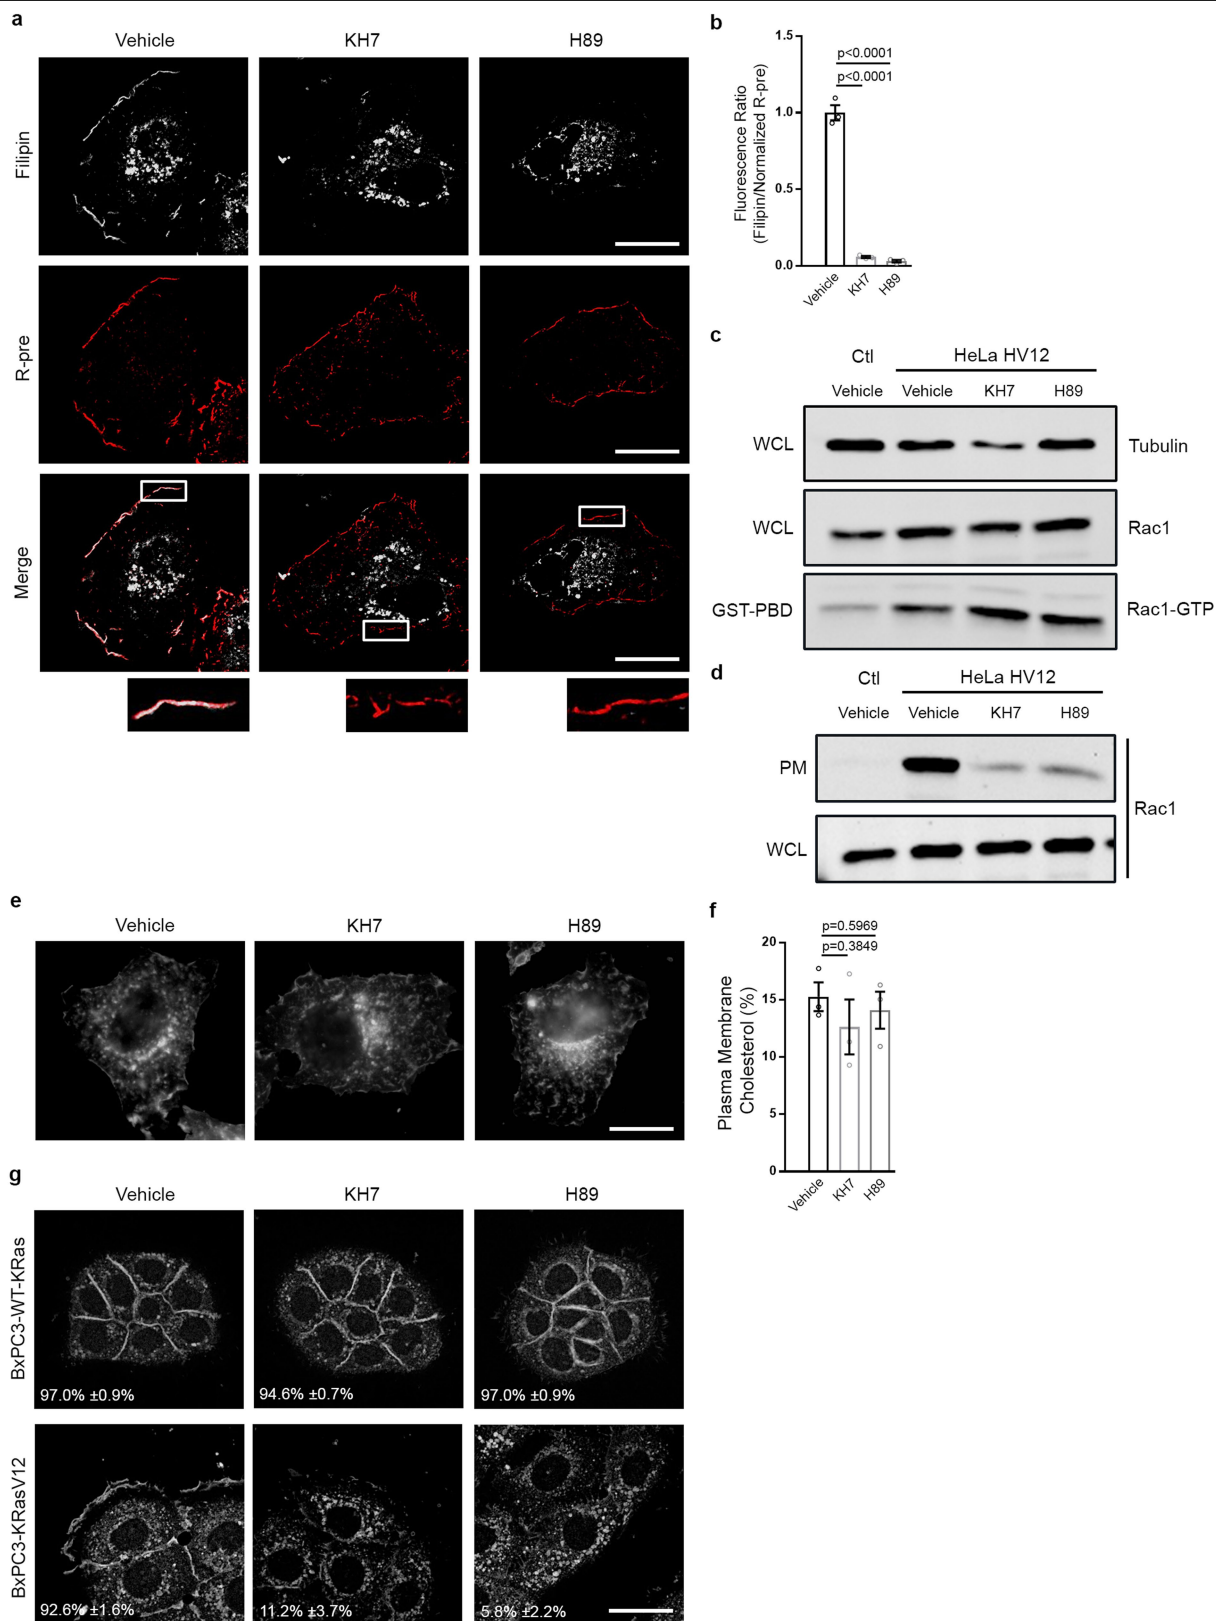 a
Vehicle KH7 H89
Filipin
R-pre
Merge
b
Fluorescence Ratio
(Filipin/Normalized R-pre)
1.5
1.0
0.5
0.0
p<0.0001
p<0.0001
Vehicle KH7 H89
c
Ctl HeLa HV12
Vehicle Vehicle KH7 H89
WCL Tubulin
WCL Rac1
GST-PBD Rac1-GTP
d
Ctl HeLa HV12
Vehicle Vehicle KH7 H89
PM
Rac1
WCL
e
Vehicle KH7 H89
f
Plasma Membrane
Cholesterol (%)
20
15
10
5
0
p=0.5969
p=0.3849
Vehicle KH7 H89
g
Vehicle KH7 H89
BxPC3-WT-KRas
97.0% ±0.9% 94.6% ±0.7% 97.0% ±0.9%
BxPC3-KRasV12
92.6% ±1.6% 11.2% ±3.7% 5.8% ±2.2%